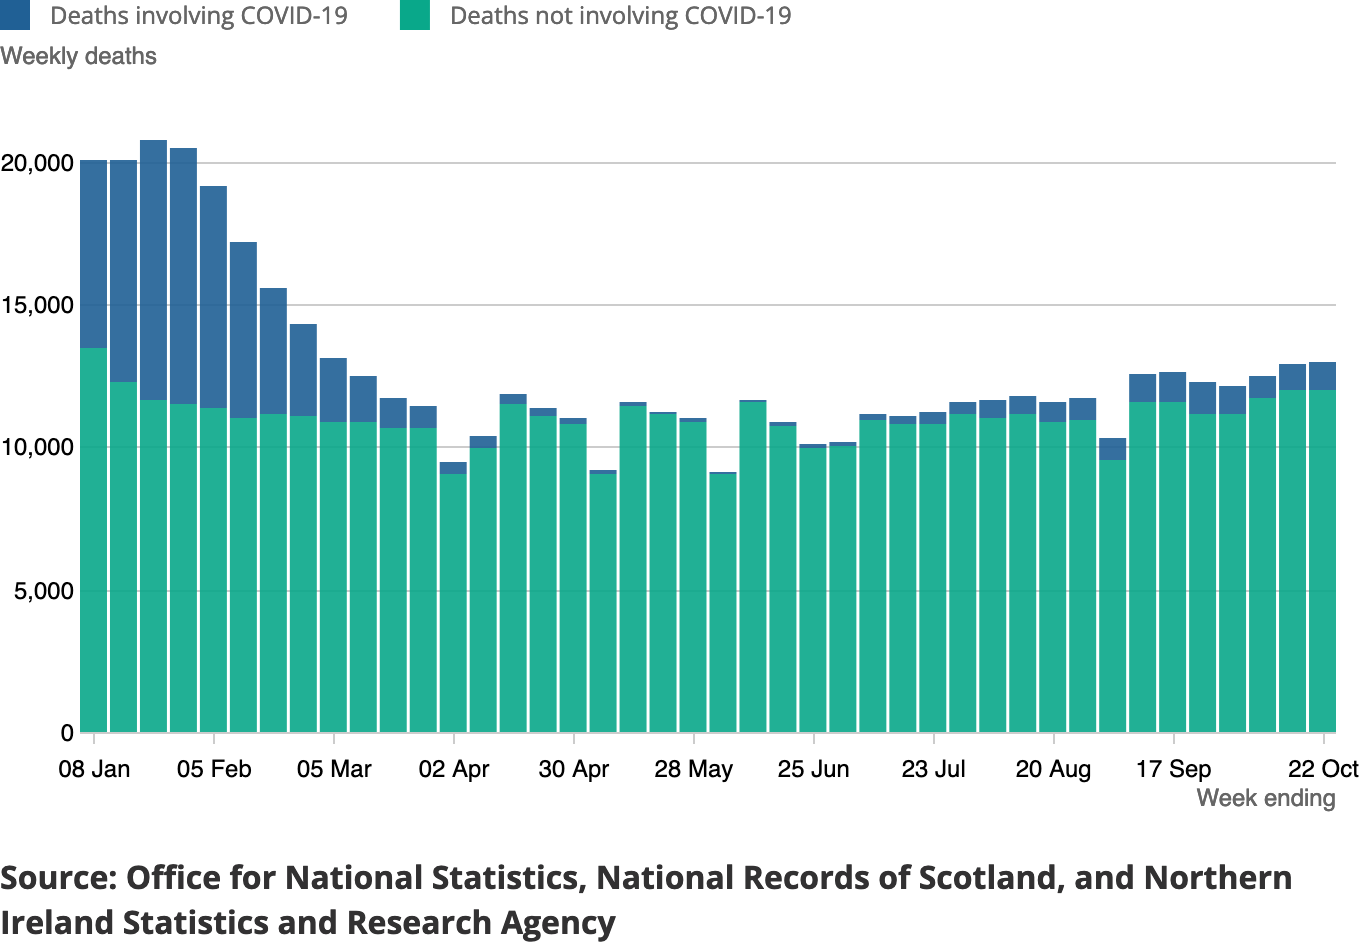 Deaths involving COVID-19 Deaths not involving COVID-19
Weekly deaths
20,000
15,000
10,000
5,000
0
08 Jan 05 Feb 05 Mar 02 Apr 30 Apr 28 May 25 Jun 23 Jul 20 Aug 17 Sep 22 Oct
Week ending
Source: Office for National Statistics, National Records of Scotland, and Northern
Ireland Statistics and Research Agency